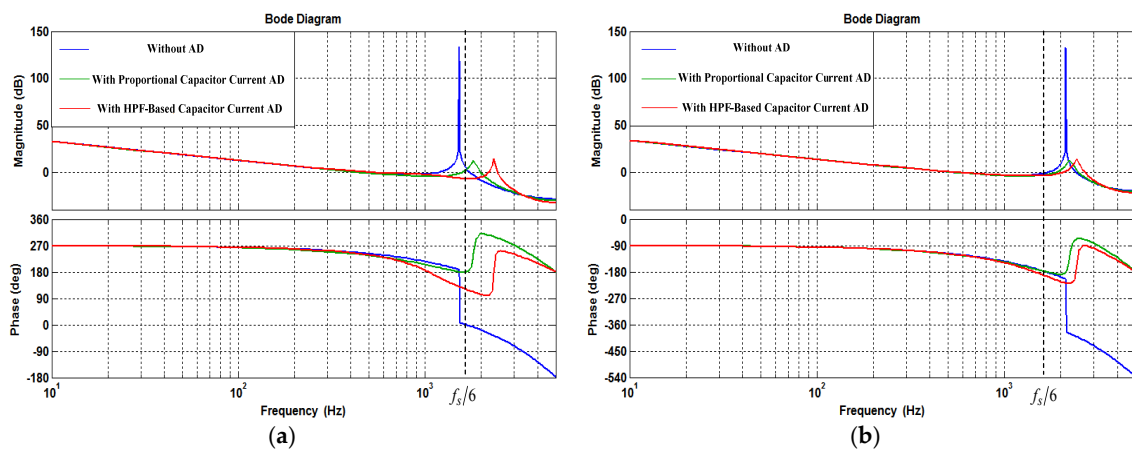 Bode Diagram
150
100
50
0
Magnitude (dB)
Without AD
With Proportional Capacitor Current AD
With HPF-Based Capacitor Current AD
360
270
180
90
0
-90
-180
Phase (deg)
10^1
10^2
10^3
f_s/6
Frequency (Hz)
(a)
Bode Diagram
150
100
50
0
Magnitude (dB)
Without AD
With Proportional Capacitor Current AD
With HPF-Based Capacitor Current AD
0
-90
-180
-270
-360
-450
-540
Phase (deg)
10^1
10^2
10^3
f_s/6
Frequency (Hz)
(b)